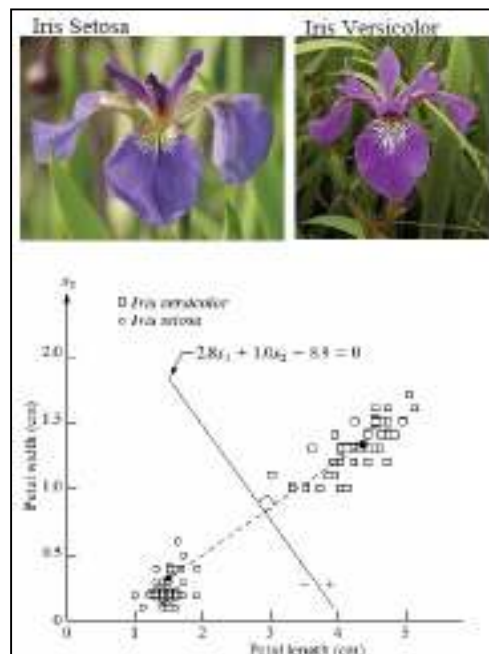 Iris Setosa Iris Versicolor
x₂
□ Iris versicolor
○ Iris setosa
2.8x₁ + 1.0x₂ - 8.9 = 0
2.0
1.5
1.0
0.5
0
Petal width (cm)
- +
0 1 2 3 4 5
Petal length (cm)